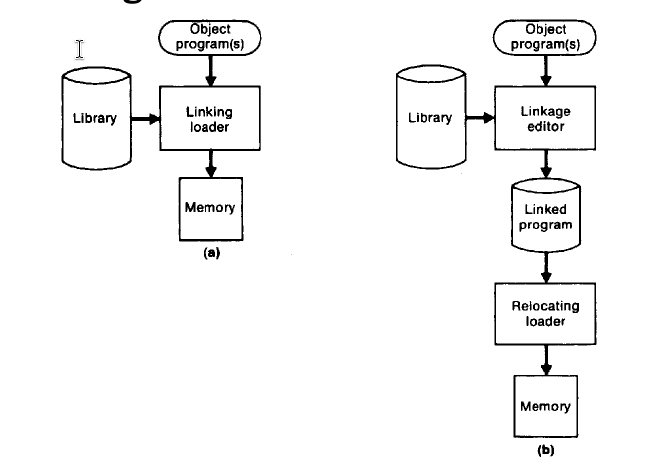 Object
program(s)
Library
Linking
loader
Memory
(a)
Object
program(s)
Library
Linkage
editor
Linked
program
Relocating
loader
Memory
(b)